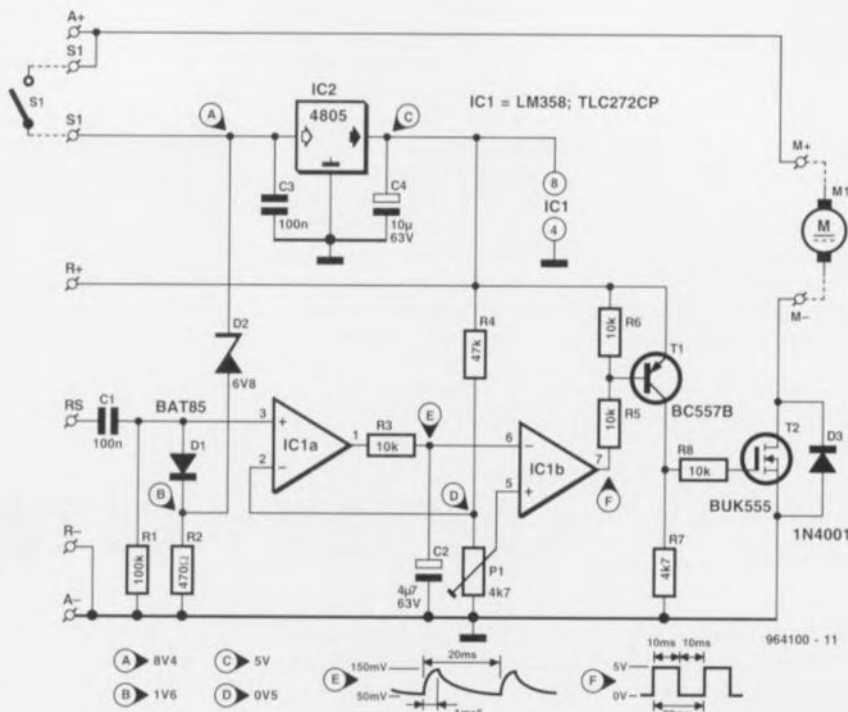 A+
S1
S1
S1
A
IC2
4805
C
IC1 = LM358; TLC272CP
C3
100n
C4
10µ
63V
8
IC1
4
M+
M1
M
M–
R+
D2
6V8
R4
47k
R6
10k
T1
BC557B
R5
10k
RS
C1
100n
BAT85
D1
B
3
+
2
–
IC1a
1
R3
10k
E
6
–
5
+
IC1b
7
F
D
R8
10k
T2
BUK555
D3
1N4001
R–
A–
R1
100k
R2
470Ω
C2
4µ7
63V
P1
4k7
R7
4k7
964100 - 11
A 8V4
C 5V
B 1V6
D 0V5
E
150mV
50mV
20ms
F
5V
0V
10ms
10ms